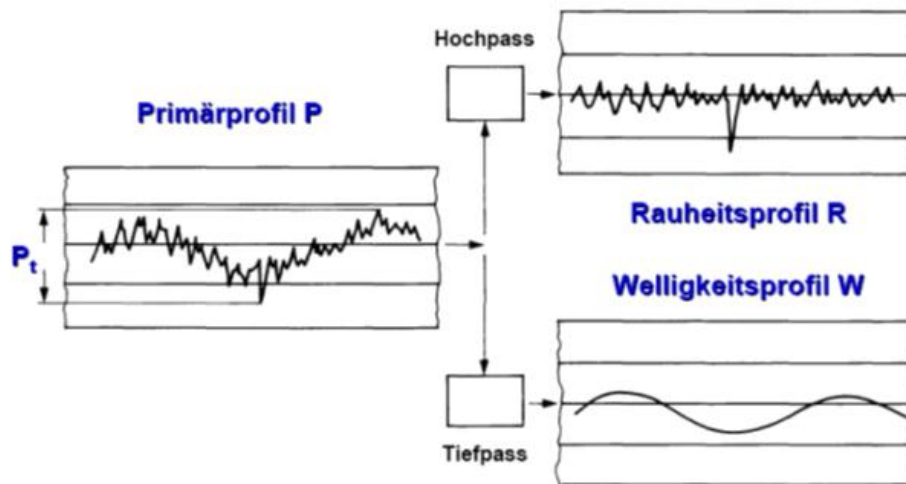 Hochpass
Primärprofil P
Pt
Rauheitsprofil R
Welligkeitsprofil W
Tiefpass